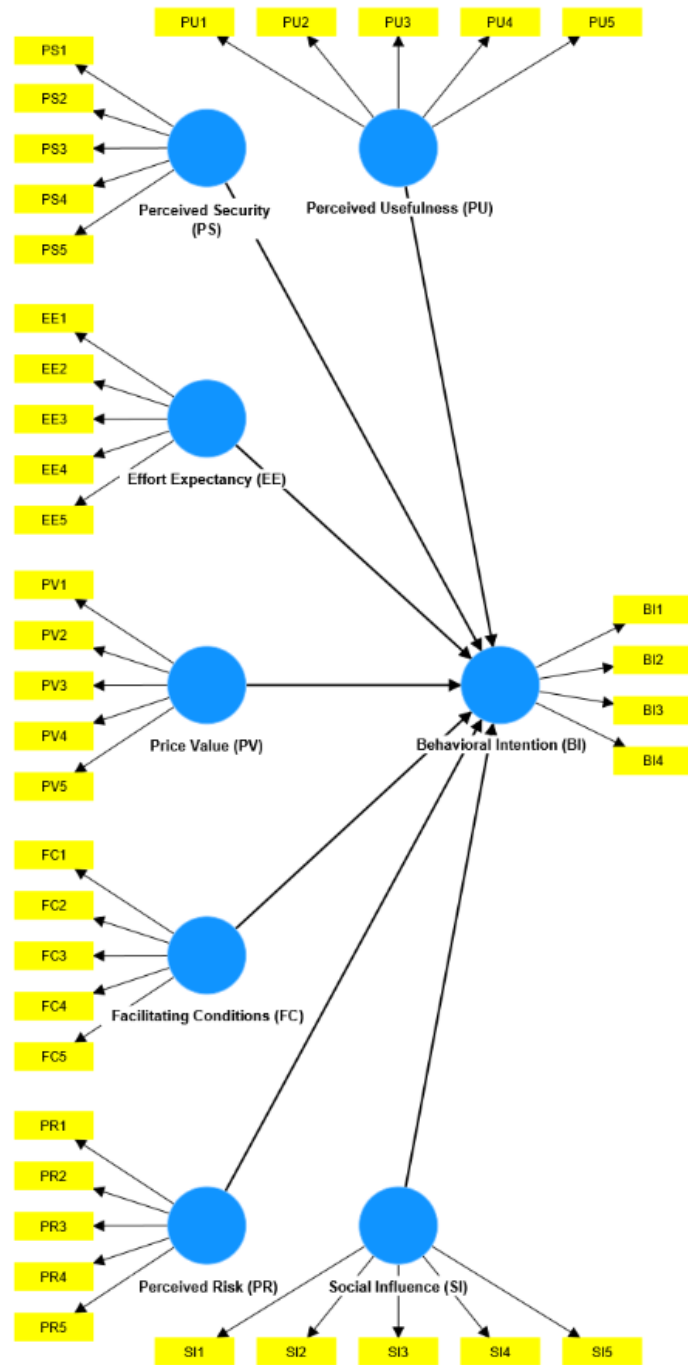 PU1
PU2
PU3
PU4
PU5
PS1
PS2
PS3
PS4
PS5
Perceived Security
(PS)
Perceived Usefulness (PU)
EE1
EE2
EE3
EE4
EE5
Effort Expectancy (EE)
PV1
PV2
PV3
PV4
PV5
Price Value (PV)
BI1
BI2
BI3
BI4
Behavioral Intention (BI)
FC1
FC2
FC3
FC4
FC5
Facilitating Conditions (FC)
PR1
PR2
PR3
PR4
PR5
Perceived Risk (PR)
Social Influence (SI)
SI1
SI2
SI3
SI4
SI5